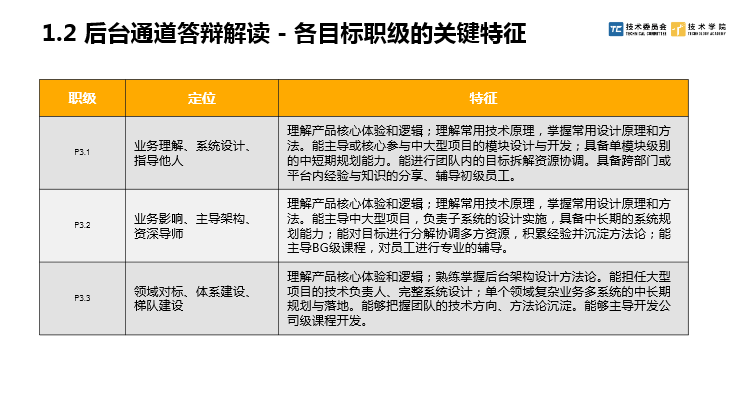 1.2 后台通道答辩解读 - 各目标职级的关键特征
TC 技术委员会
TECHNICAL COMMITTEE
技术学院
TECHNOLOGY ACADEMY
职级
定位
特征
P3.1
业务理解、系统设计、
指导他人
理解产品核心体验和逻辑；理解常用技术原理，掌握常用设计原理和方
法。能主导或核心参与中大型项目的模块设计与开发；具备单模块级别
的中短期规划能力。能进行团队内的目标拆解资源协调。具备跨部门或
平台内经验与知识的分享、辅导初级员工。
P3.2
业务影响、主导架构、
资深导师
理解产品核心体验和逻辑；理解常用技术原理，掌握常用设计原理和方
法。能主导中大型项目，负责子系统的设计实施，具备中长期的系统规
划能力；能对目标进行分解协调多方资源，积累经验并沉淀方法论；能
主导BG级课程，对员工进行专业的辅导。
P3.3
领域对标、体系建设、
梯队建设
理解产品核心体验和逻辑；熟练掌握后台架构设计方法论。能担任大型
项目的技术负责人、完整系统设计；单个领域复杂业务多系统的中长期
规划与落地。能够把握团队的技术方向、方法论沉淀。能够主导开发公
司级课程开发。